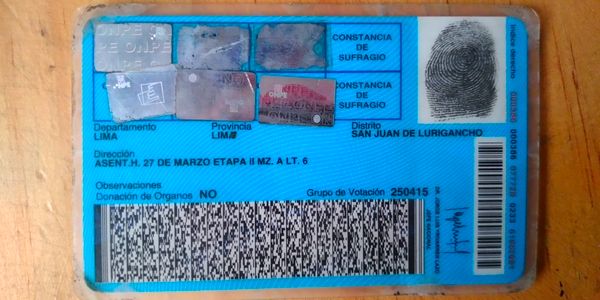 ONPE
PE ONPE
ONPE
CONSTANCIA
DE
SUFRAGIO
CONSTANCIA
DE
SUFRAGIO
Departamento
LIMA
Provincia
LIMA
Distrito
SAN JUAN DE LURIGANCHO
Dirección
ASENT.H. 27 DE MARZO ETAPA II MZ. A LT. 6
Observaciones
Donación de Organos NO
Grupo de Votación 250415
Indice derecho